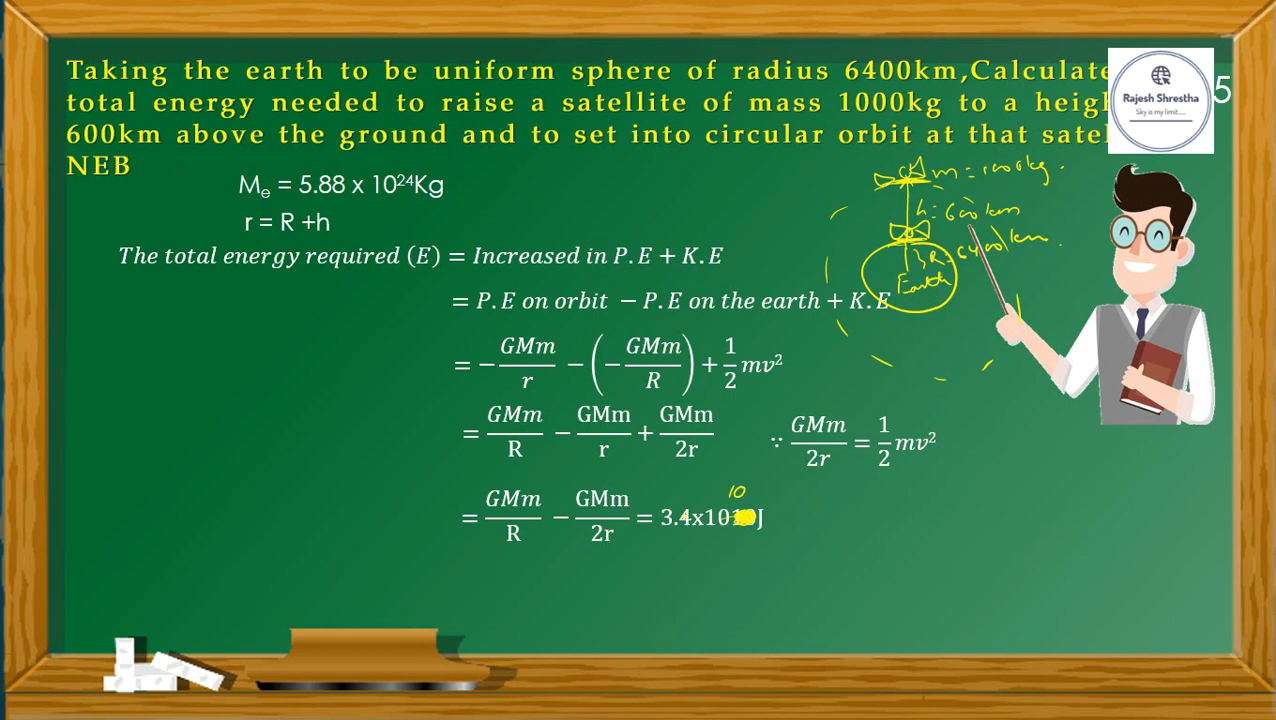 Taking the earth to be uniform sphere of radius 6400km,Calculate
total energy needed to raise a satellite of mass 1000kg to a heigh
600km above the ground and to set into circular orbit at that satel
NEB
5
Rajesh Shrestha
Sky is my limit......
Mₑ = 5.88 x 10²⁴Kg
r = R +h
m = 1000kg.
h = 600 km
R = 6400 km.
Earth
The total energy required (E) = Increased in P.E + K.E
= P.E on orbit − P.E on the earth + K.E
= − GMm/r − (− GMm/R) + 1/2 mv²
= GMm/R − GMm/r + GMm/2r ∵ GMm/2r = 1/2 mv²
10
= GMm/R − GMm/2r = 3.4x10 J